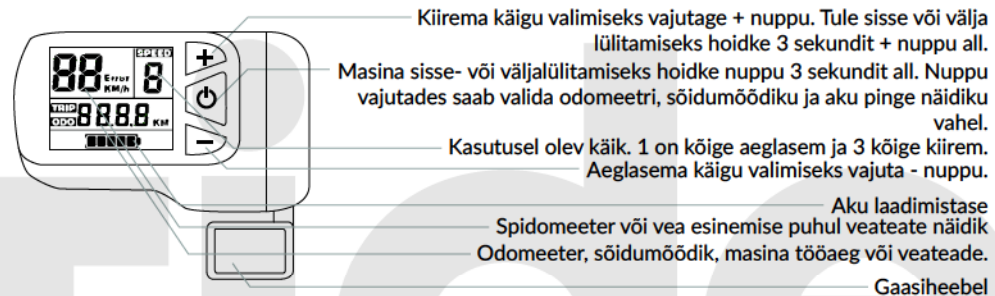 Kiirema käigu valimiseks vajutage + nuppu. Tule sisse või välja
lülitamiseks hoidke 3 sekundit + nuppu all.
Masina sisse- või väljalülitamiseks hoidke nuppu 3 sekundit all. Nuppu
vajutades saab valida odomeetri, sõidumõõdiku ja aku pinge näidiku
vahel.
Kasutusel olev käik. 1 on kõige aeglasem ja 3 kõige kiirem.
Aeglasema käigu valimiseks vajuta - nuppu.
Aku laadimistase
Spidomeeter või vea esinemise puhul veateate näidik
Odomeeter, sõidumõõdik, masina tööaeg või veateade.
Gaasiheebel
SPEED
88 Error 8
KM/h
TRIP
ODO 888.8 KM
+
-